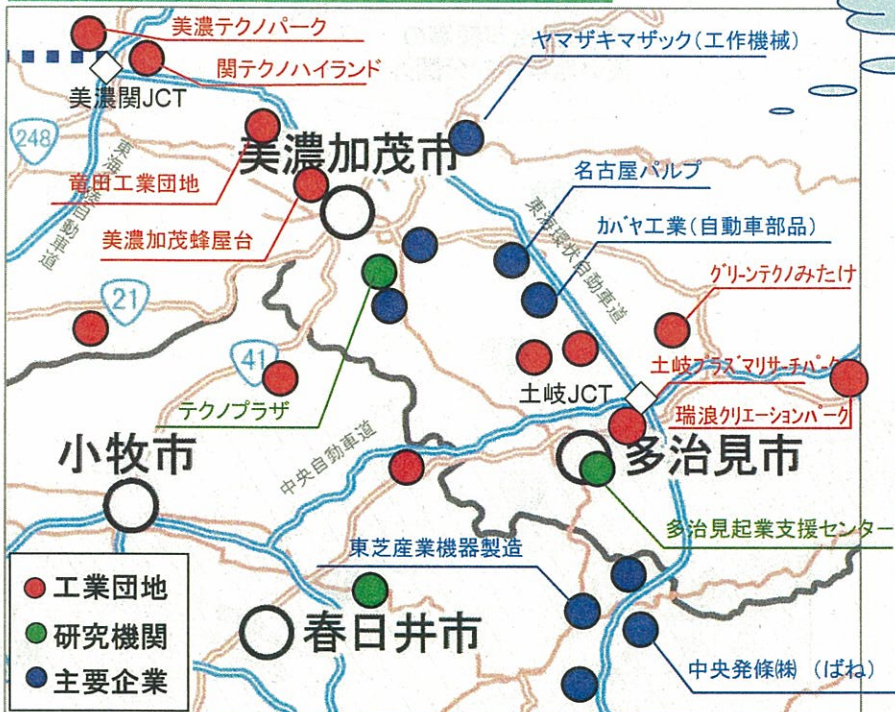 美濃テクノパーク
ヤマザキマザック(工作機械)
関テクノハイランド
美濃関JCT
248
美濃加茂市
名古屋パルプ
竜田工業団地
東海環状自動車道
カバヤ工業(自動車部品)
美濃加茂蜂屋台
グリーンテクノみたけ
21
41
土岐プラズマリサーチパーク
土岐JCT
瑞浪クリエーションパーク
テクノプラザ
中央自動車道
小牧市
多治見市
多治見起業支援センター
東芝産業機器製造
工業団地
研究機関
春日井市
主要企業
中央発條㈱ (ばね)